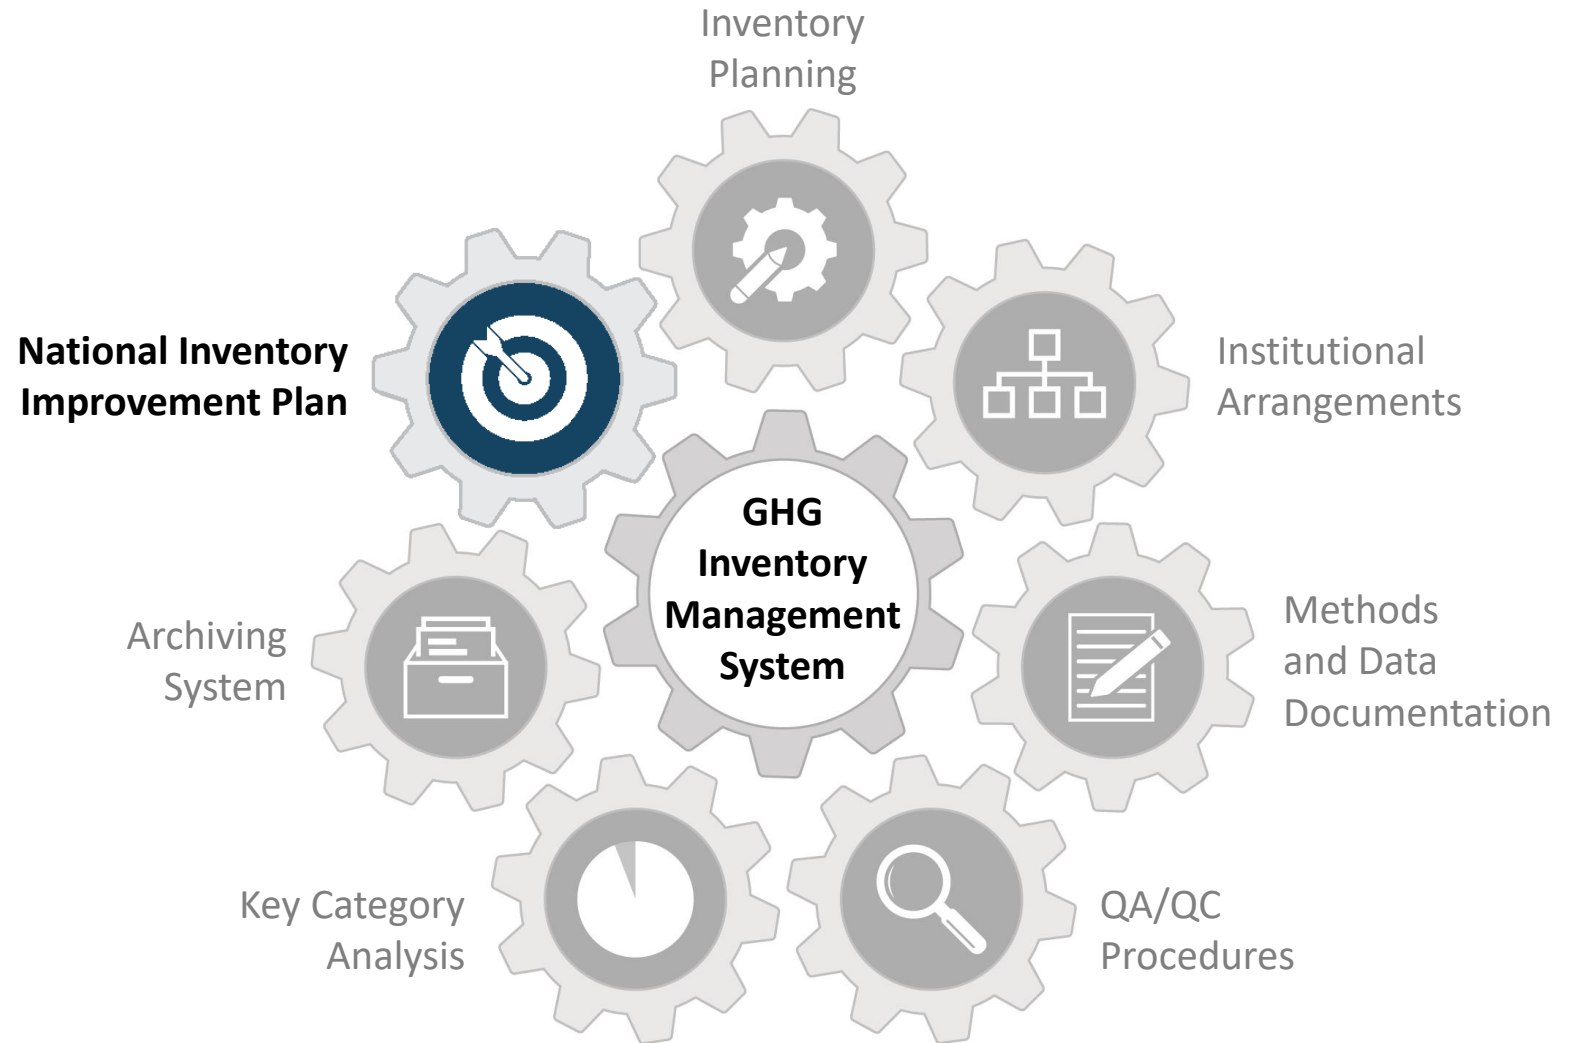 Inventory
Planning
National Inventory
Improvement Plan
Institutional
Arrangements
GHG
Inventory
Management
System
Archiving
System
Methods
and Data
Documentation
Key Category
Analysis
QA/QC
Procedures